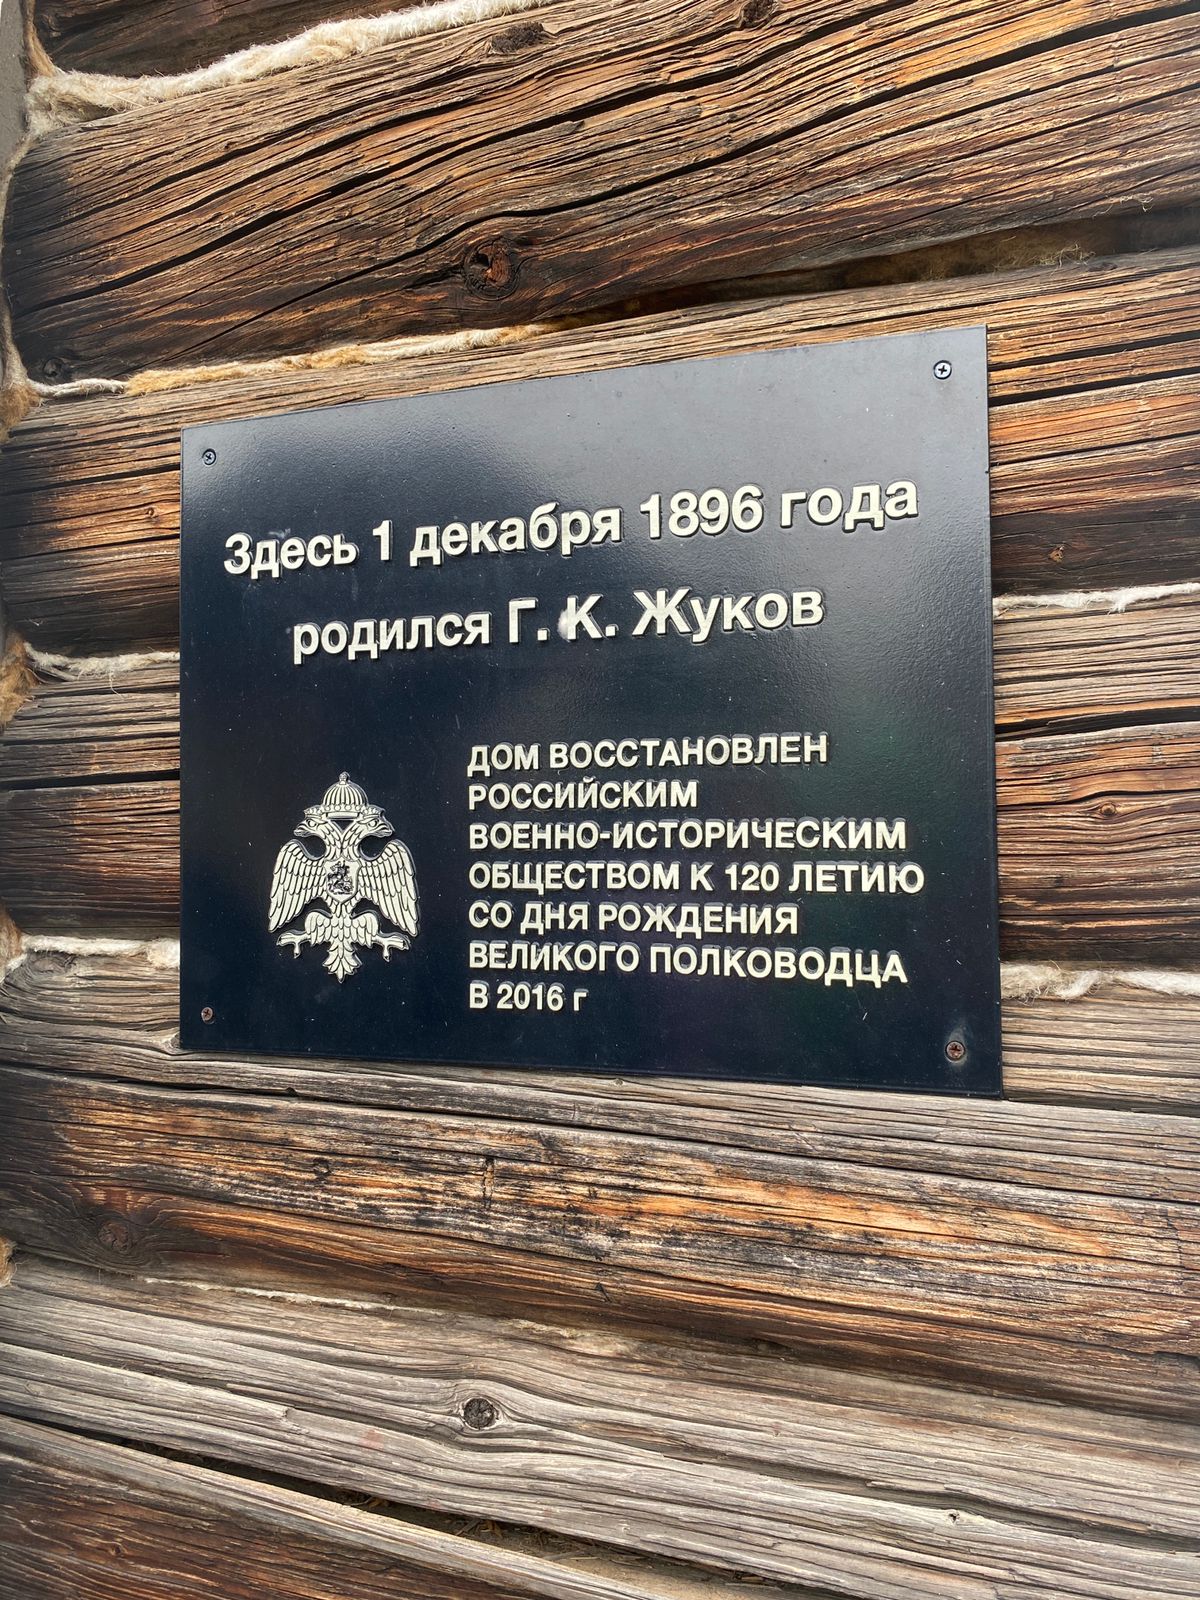 Здесь 1 декабря 1896 года
родился Г. К. Жуков
ДОМ ВОССТАНОВЛЕН
РОССИЙСКИМ
ВОЕННО-ИСТОРИЧЕСКИМ
ОБЩЕСТВОМ К 120 ЛЕТИЮ
СО ДНЯ РОЖДЕНИЯ
ВЕЛИКОГО ПОЛКОВОДЦА
В 2016 г